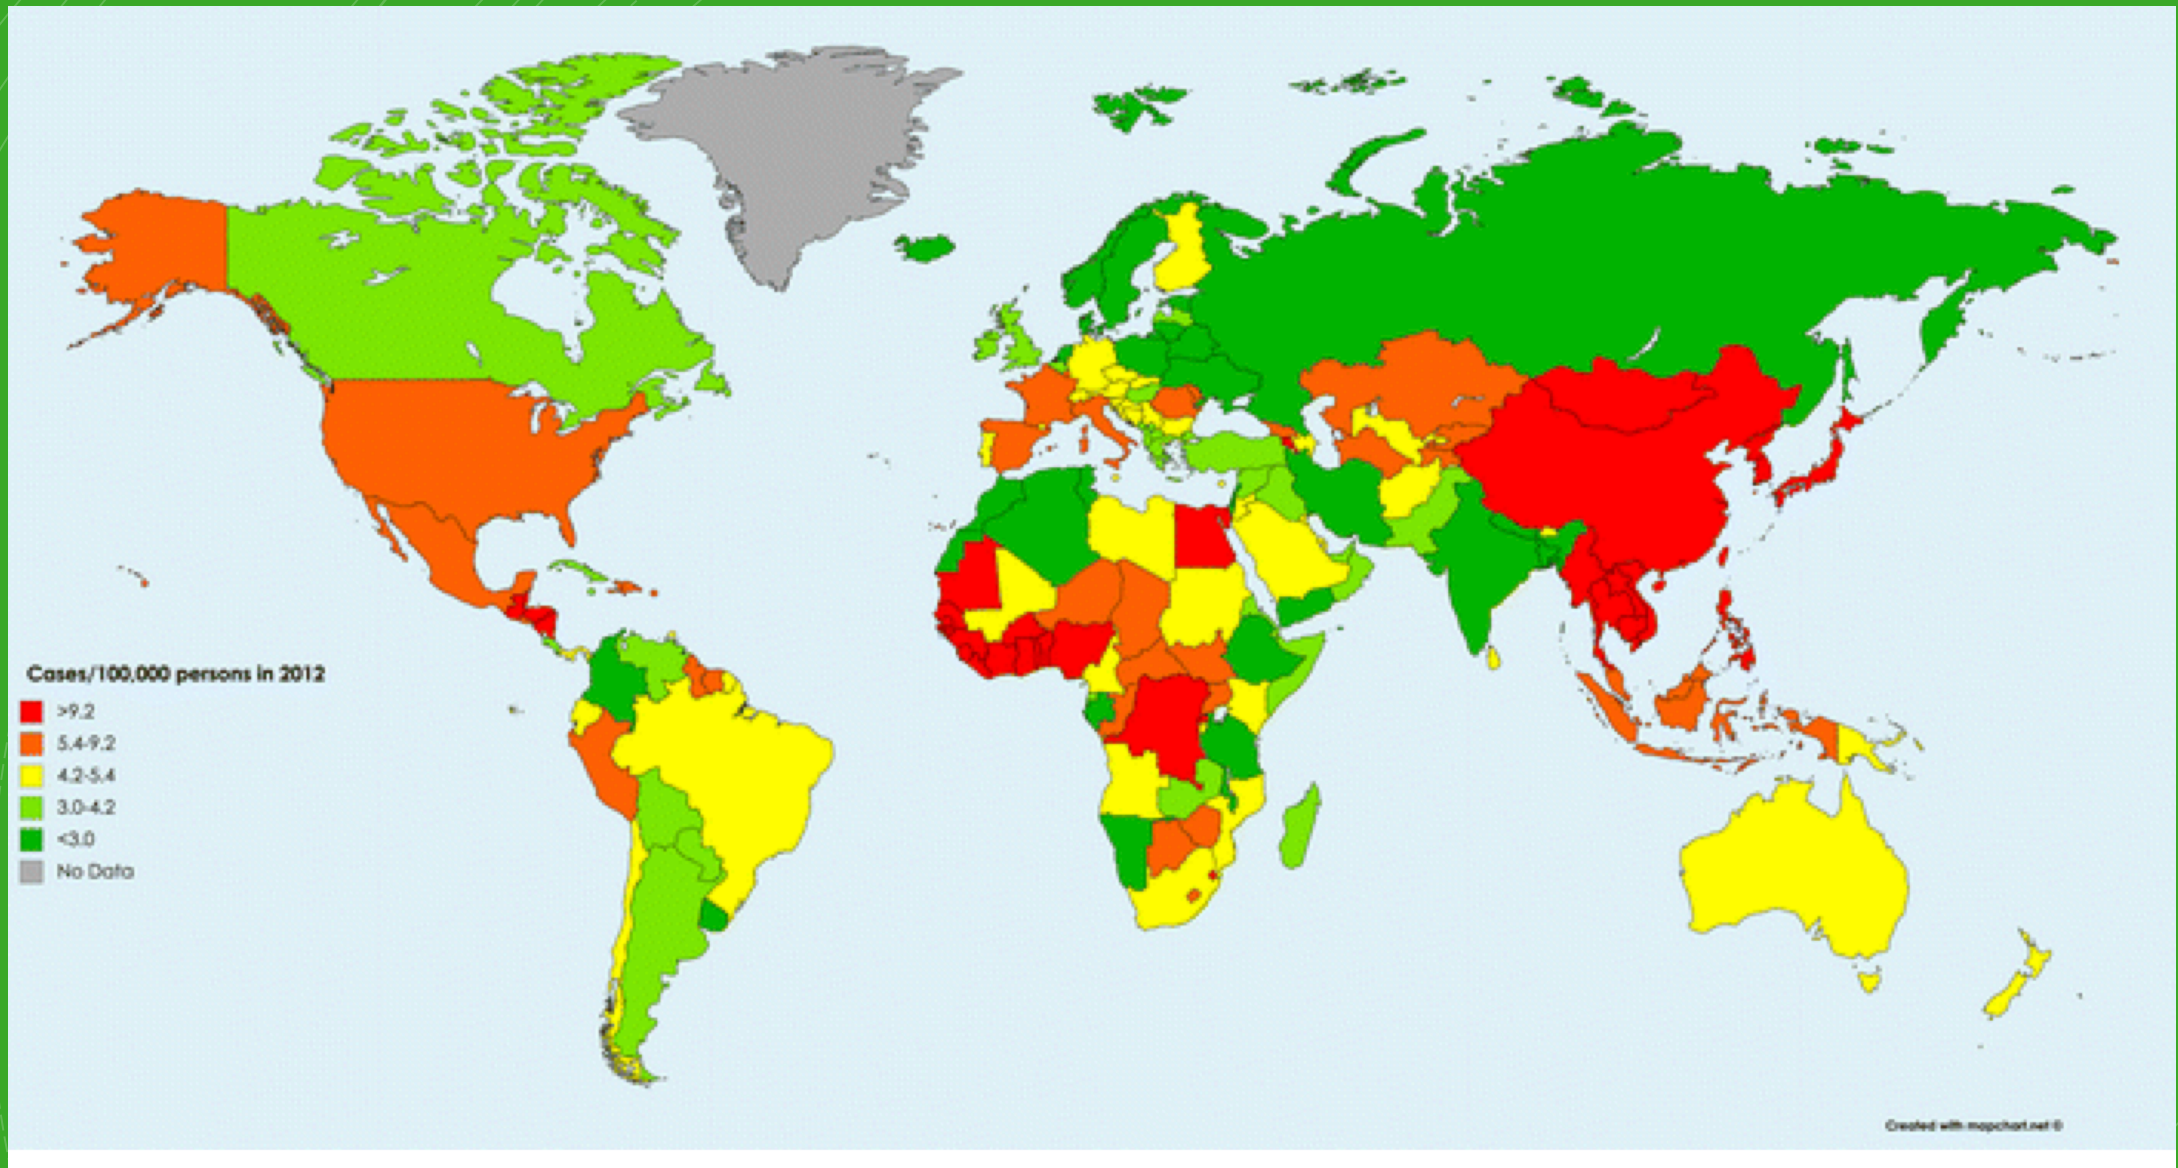 Cases/100,000 persons in 2012
>9.2
5.4-9.2
4.2-5.4
3.0-4.2
<3.0
No Data
Created with mapchart.net ©